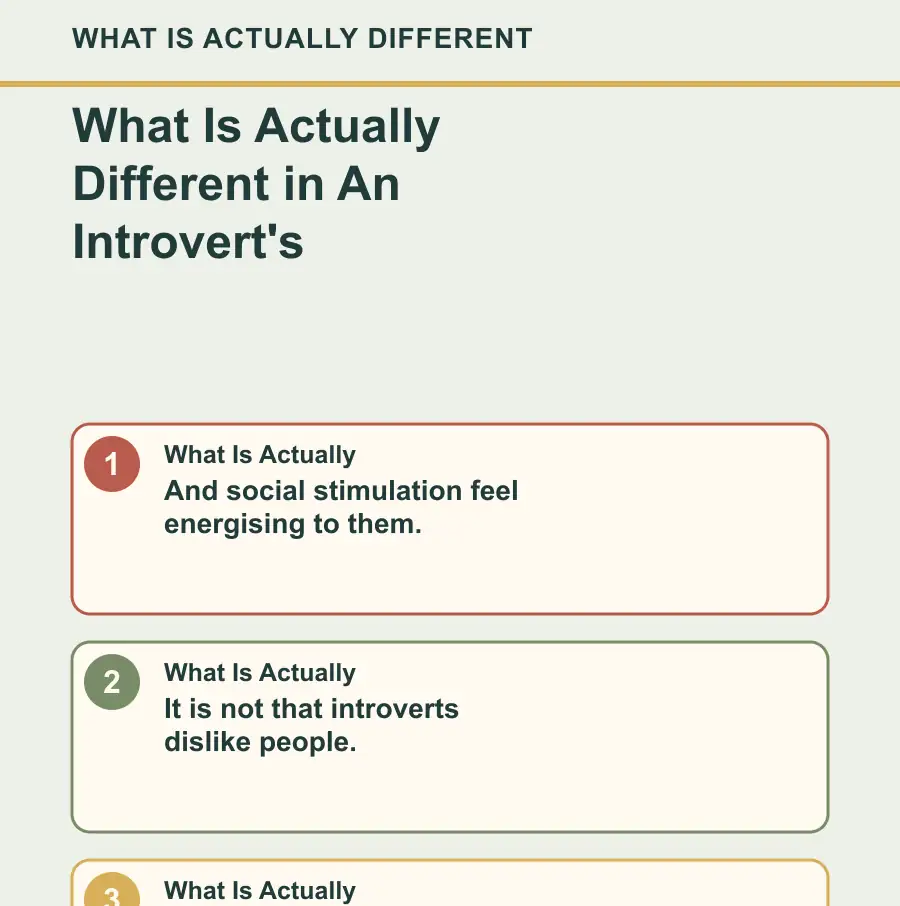 WHAT IS ACTUALLY DIFFERENT
What Is Actually
Different in An
Introvert's
1
What Is Actually
And social stimulation feel
energising to them.
2
What Is Actually
It is not that introverts
dislike people.
3
What Is Actually